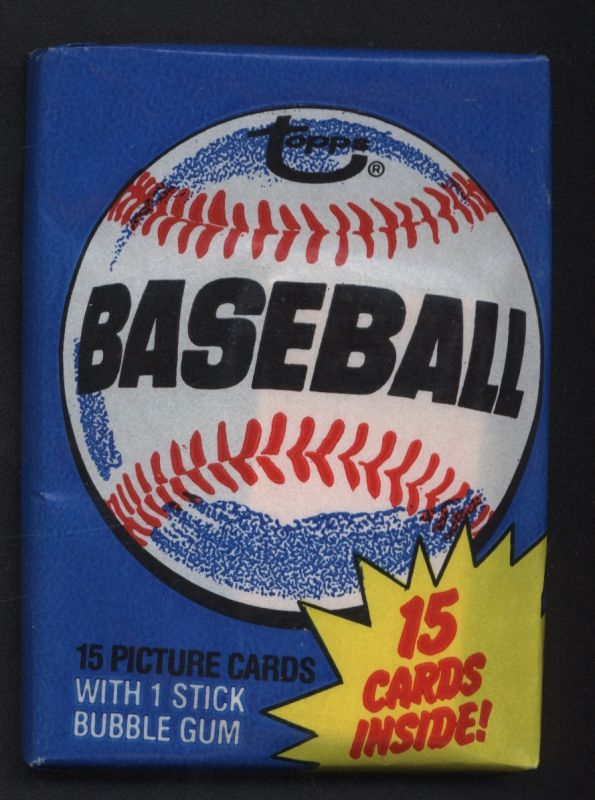 Topps®
BASEBALL
15 PICTURE CARDS
WITH 1 STICK
BUBBLE GUM
15
CARDS
INSIDE!